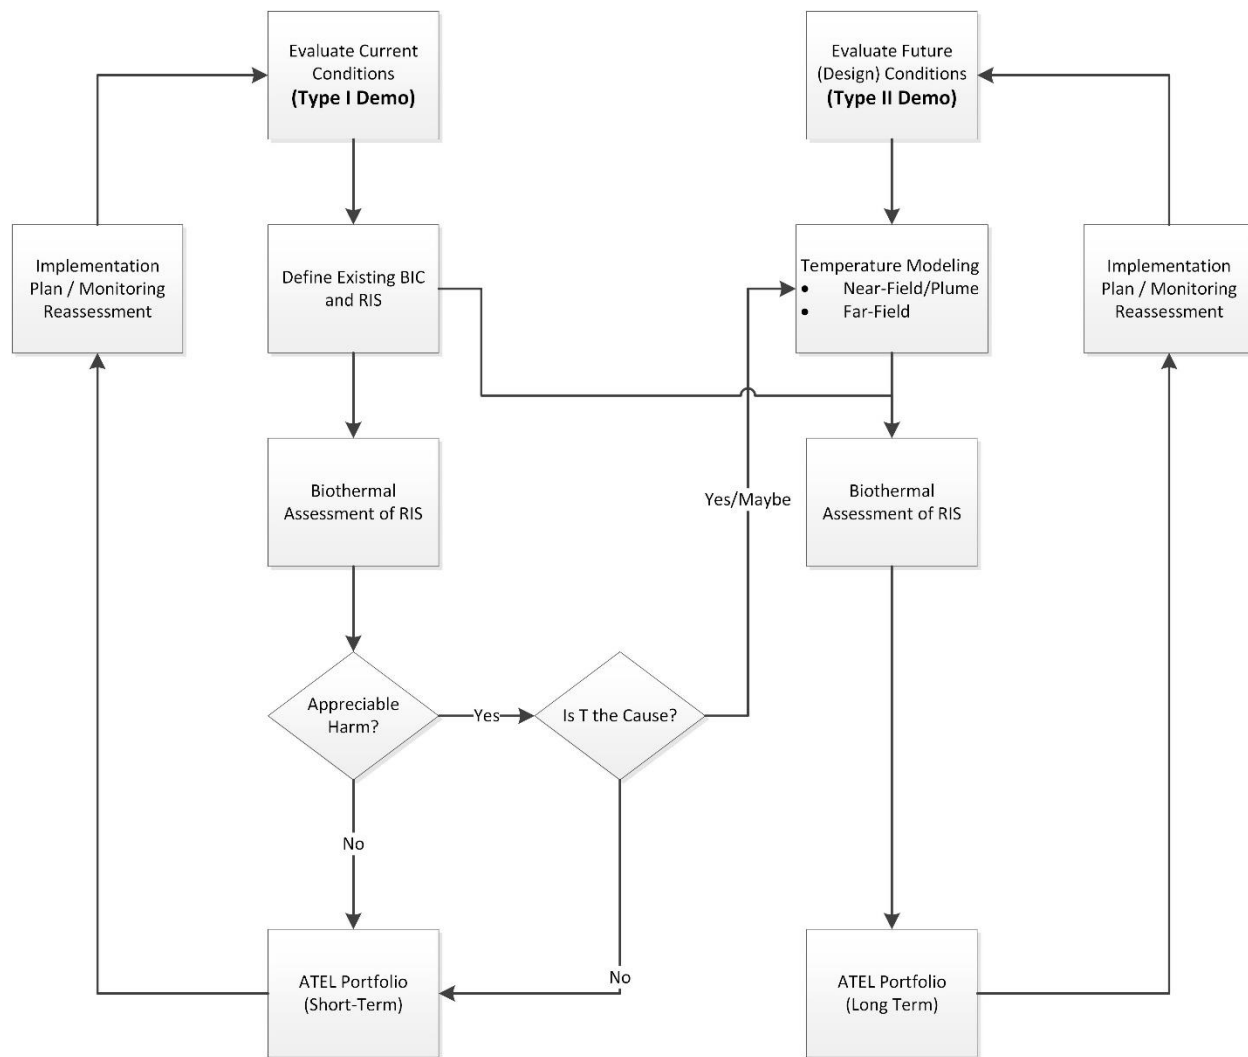 Evaluate Current
Conditions
(Type I Demo)
Evaluate Future
(Design) Conditions
(Type II Demo)
Implementation
Plan / Monitoring
Reassessment
Define Existing BIC
and RIS
Temperature Modeling
• Near-Field/Plume
• Far-Field
Implementation
Plan / Monitoring
Reassessment
Biothermal
Assessment of RIS
Yes/Maybe
Biothermal
Assessment of RIS
Appreciable
Harm?
Yes
Is T the Cause?
No
No
ATEL Portfolio
(Short-Term)
ATEL Portfolio
(Long Term)